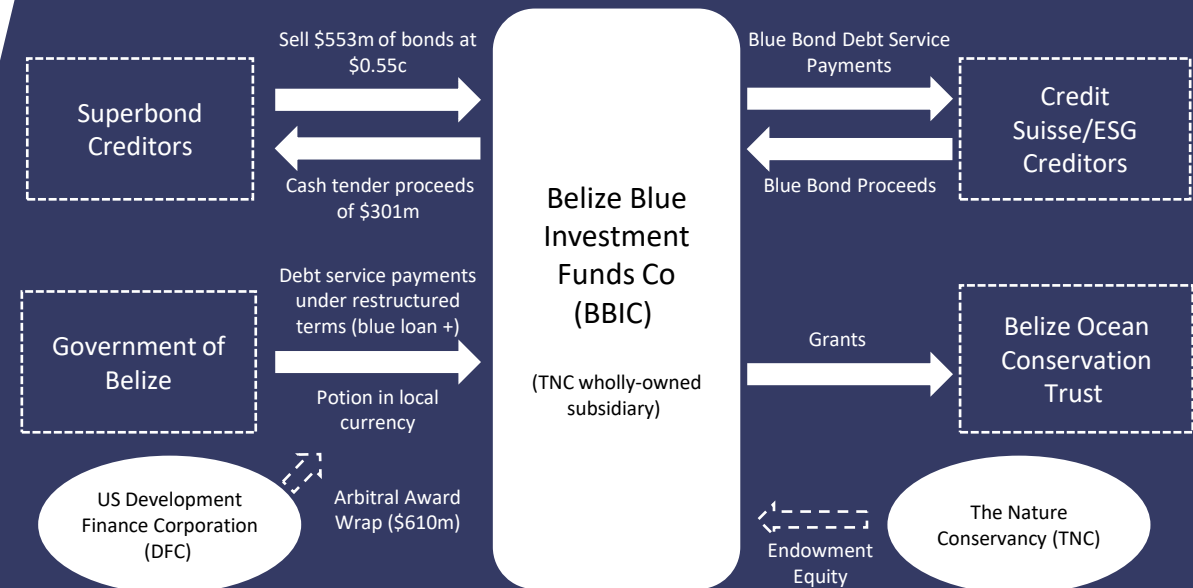 Sell $553m of bonds at
$0.55c
Superbond
Creditors
Cash tender proceeds
of $301m
Debt service payments
under restructured
terms (blue loan +)
Government of
Belize
Potion in local
currency
US Development
Finance Corporation
(DFC)
Arbitral Award
Wrap ($610m)
Belize Blue
Investment
Funds Co
(BBIC)
(TNC wholly-owned
subsidiary)
Blue Bond Debt Service
Payments
Credit
Suisse/ESG
Creditors
Blue Bond Proceeds
Grants
Belize Ocean
Conservation
Trust
The Nature
Conservancy (TNC)
Endowment
Equity